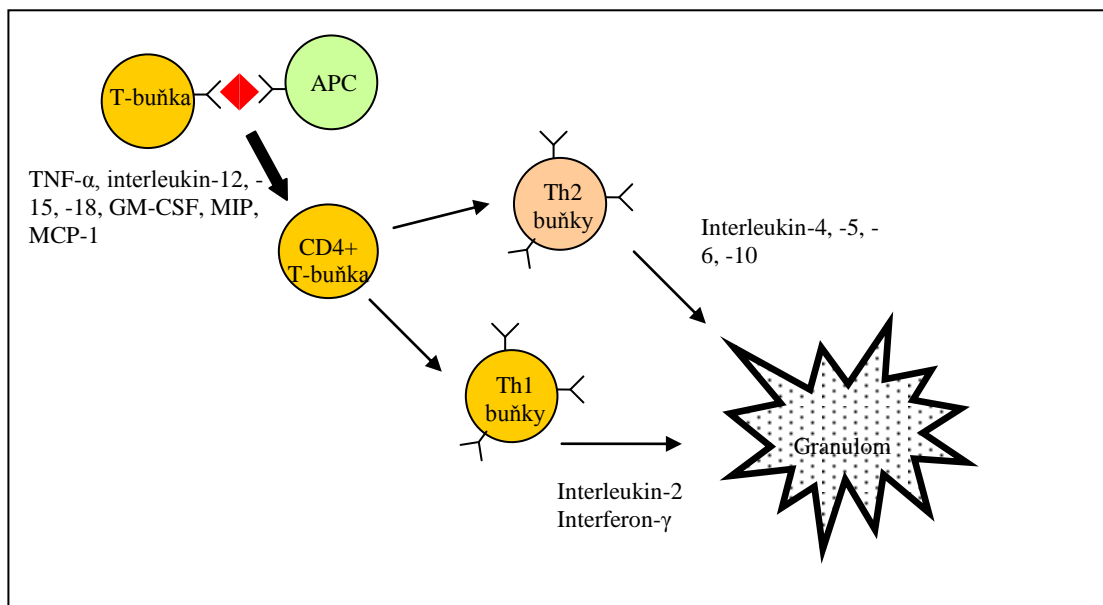 T-buňka
APC
TNF-α, interleukin-12, -
15, -18, GM-CSF, MIP,
MCP-1
CD4+
T-buňka
Th2
buňky
Interleukin-4, -5, -
6, -10
Th1
buňky
Granulom
Interleukin-2
Interferon-γ